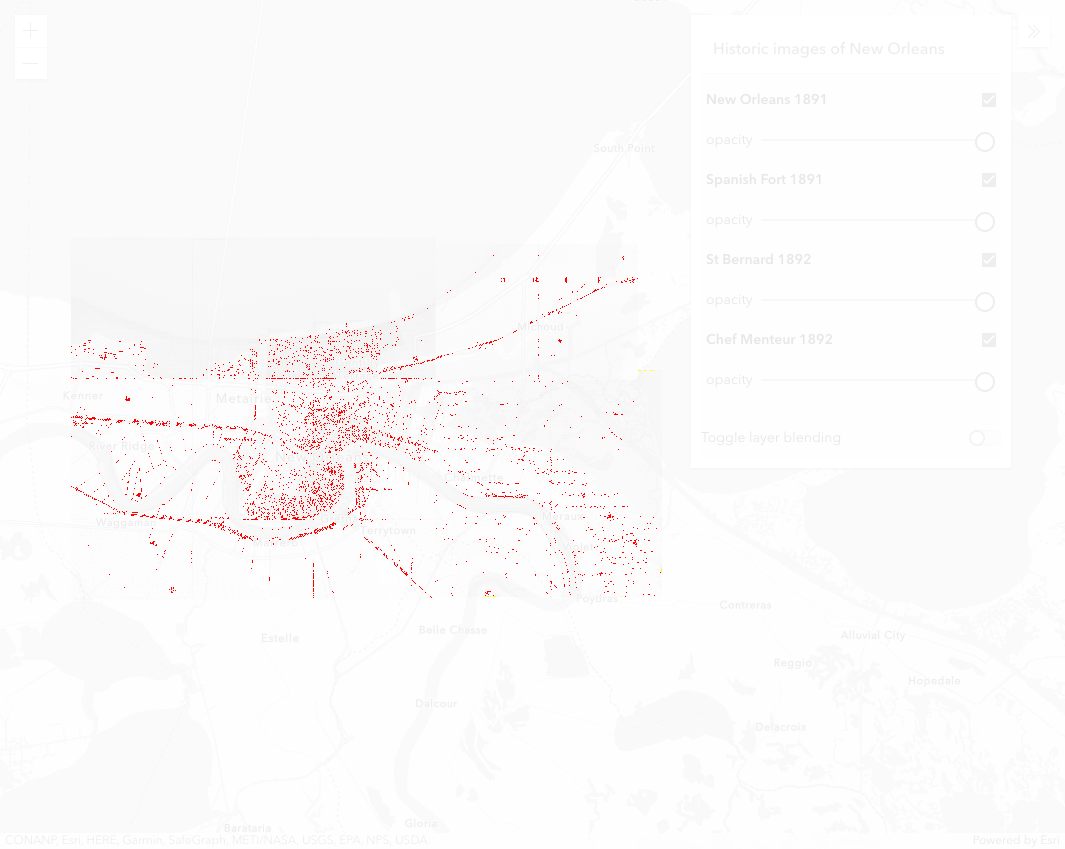 Historic images of New Orleans
New Orleans 1891
opacity
South Point
Spanish Fort 1891
opacity
St Bernard 1892
opacity
Chef Menteur 1892
opacity
Kenner
Metairie
Toggle layer blending
River Ridge
Waggaman
Terrytown
Poydras
Contreras
Belle Chasse
Alluvial City
Estelle
Reggio
Hopedale
Dalcour
Delacroix
Gloria
Barataria
CONANP, Esri, HERE, Garmin, SafeGraph, METI/NASA, USGS, EPA, NPS, USDA
Powered by Esri